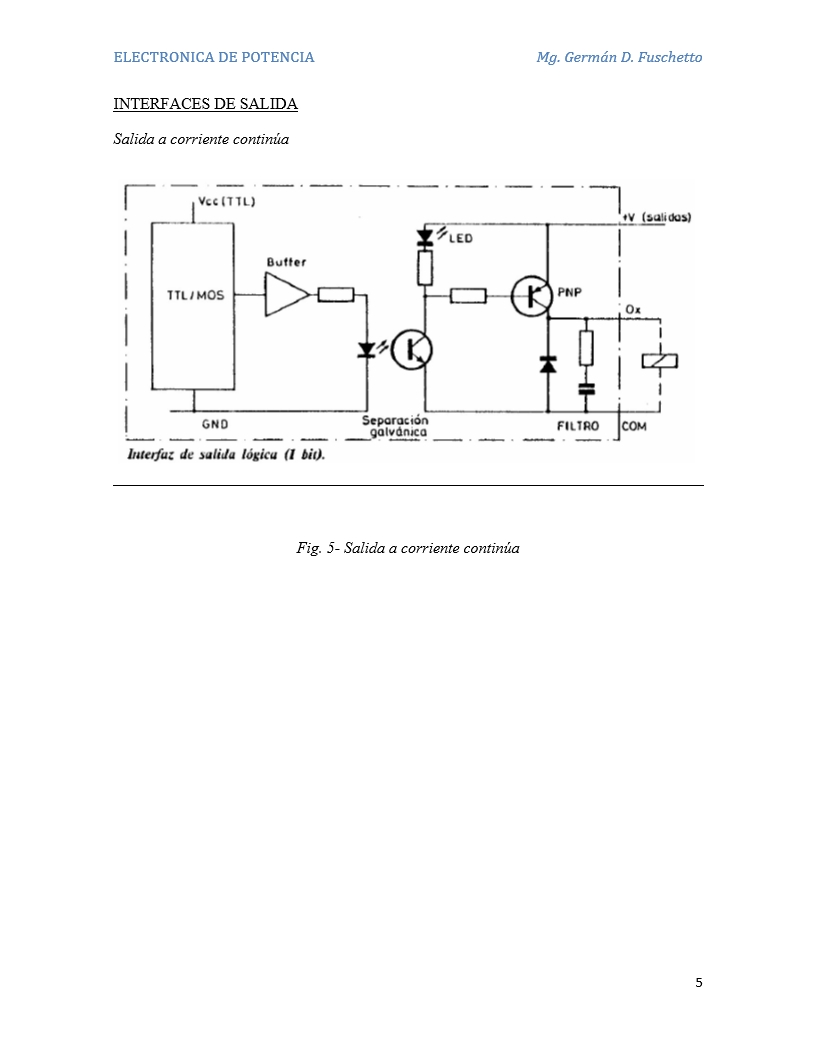 ELECTRONICA DE POTENCIA Mg. Germán D. Fuschetto
INTERFACES DE SALIDA
Salida a corriente continúa
Vcc (TTL)
+V (salidas)
LED
Buffer
TTL/MOS
PNP
Ox
GND
Separación
galvánica
FILTRO
COM
Interfaz de salida lógica (1 bit).
Fig. 5- Salida a corriente continúa
5